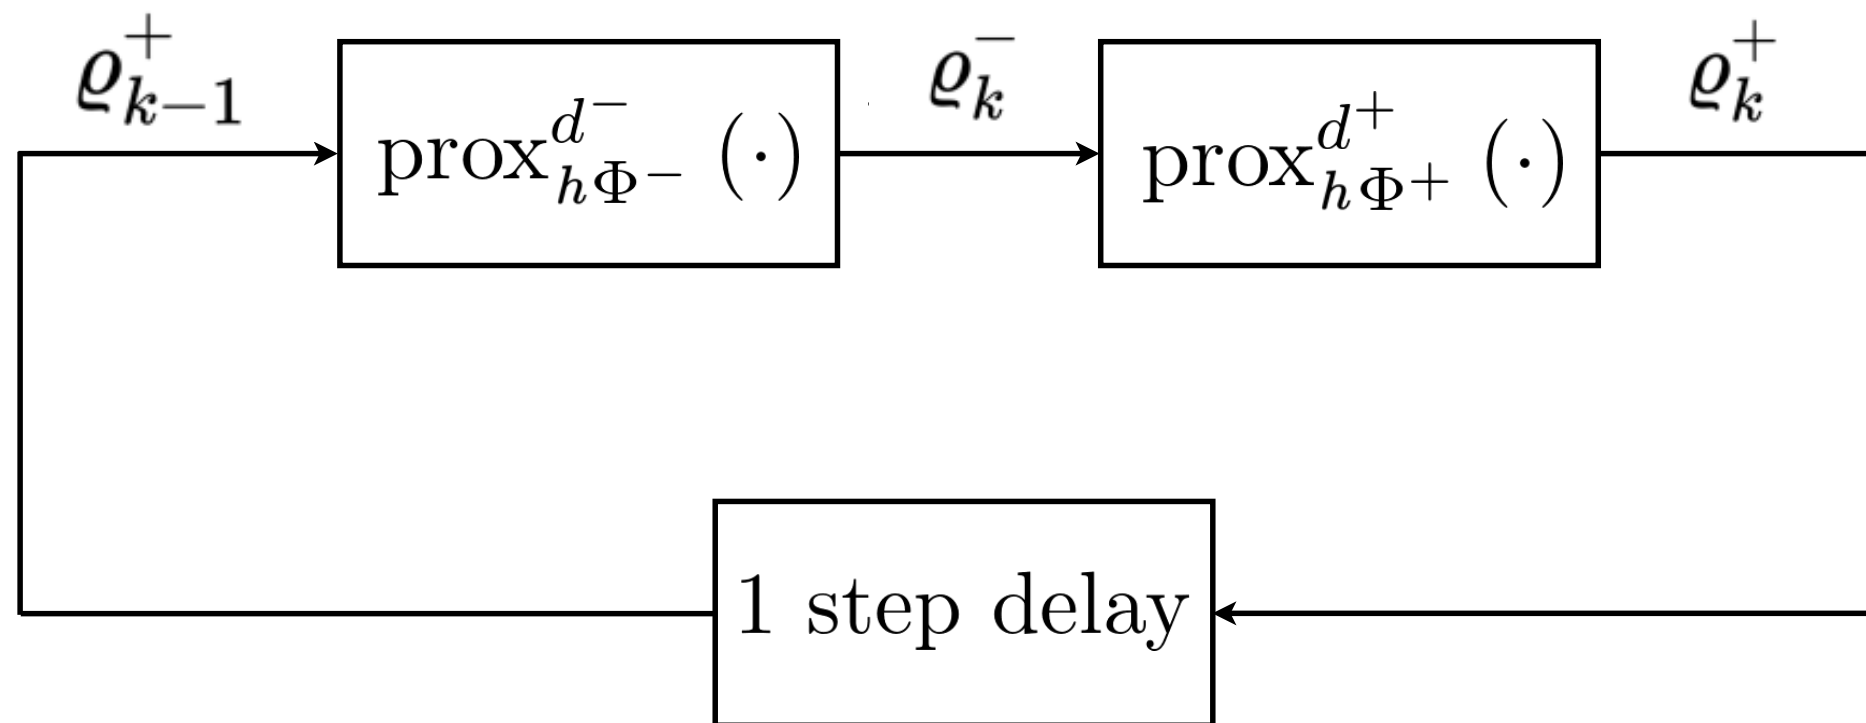 ϱ⁺ₖ₋₁
prox^{d⁻}_{hΦ⁻} (·)
ϱ⁻ₖ
prox^{d⁺}_{hΦ⁺} (·)
ϱ⁺ₖ
1 step delay